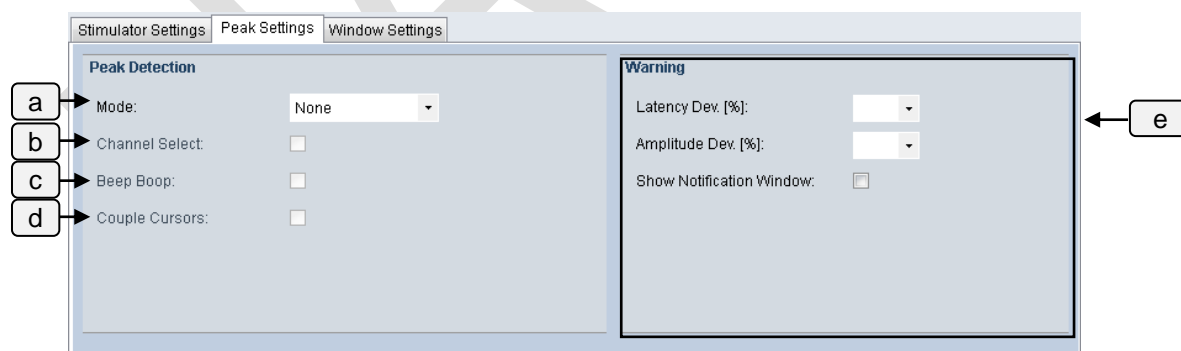 Stimulator Settings Peak Settings Window Settings
Peak Detection
a Mode: None
b Channel Select:
c Beep Boop:
d Couple Cursors:
Warning
Latency Dev. [%]:
Amplitude Dev. [%]:
Show Notification Window:
e